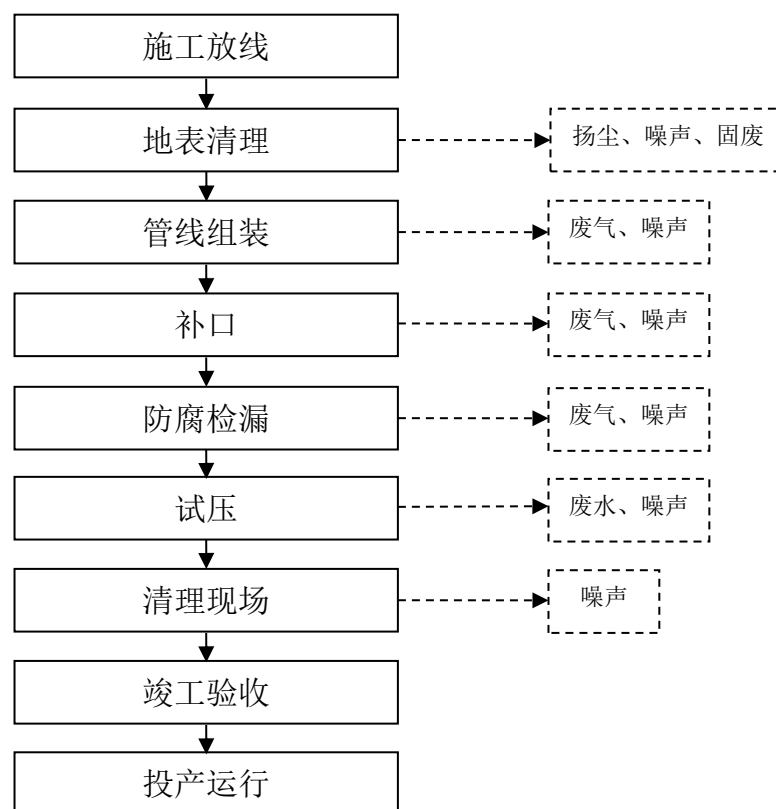 施工放线
地表清理
扬尘、噪声、固废
管线组装
废气、噪声
补口
废气、噪声
防腐检漏
废气、噪声
试压
废水、噪声
清理现场
噪声
竣工验收
投产运行